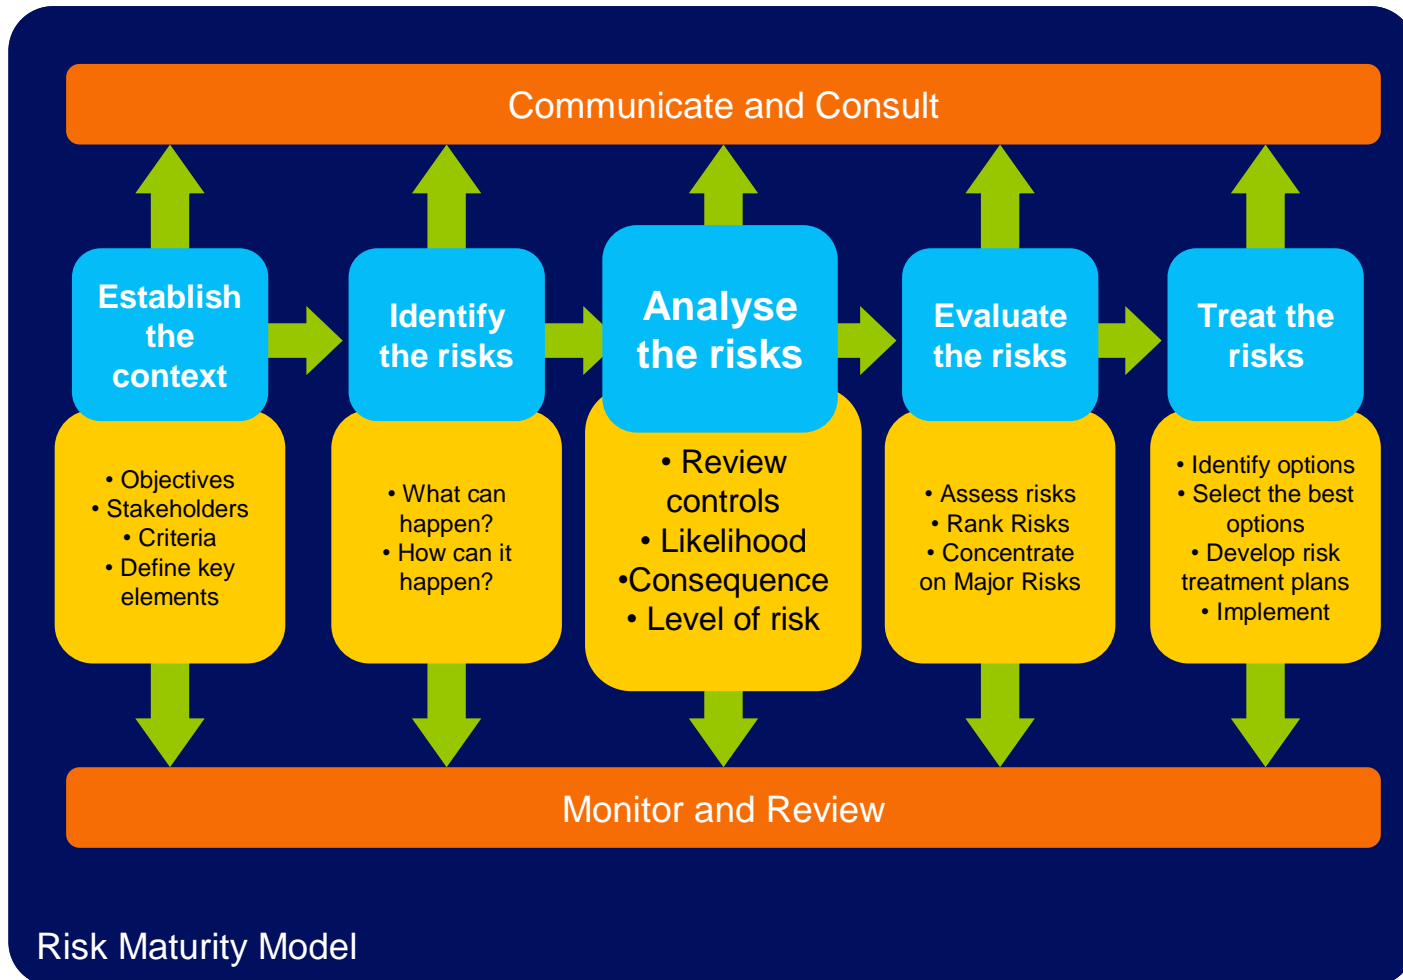 Communicate and Consult
Establish
the
context
Identify
the risks
Analyse
the risks
Evaluate
the risks
Treat the
risks
• Objectives
• Stakeholders
• Criteria
• Define key
elements
• What can
happen?
• How can it
happen?
• Review
controls
• Likelihood
•Consequence
• Level of risk
• Assess risks
• Rank Risks
• Concentrate
on Major Risks
• Identify options
• Select the best
options
• Develop risk
treatment plans
• Implement
Monitor and Review
Risk Maturity Model